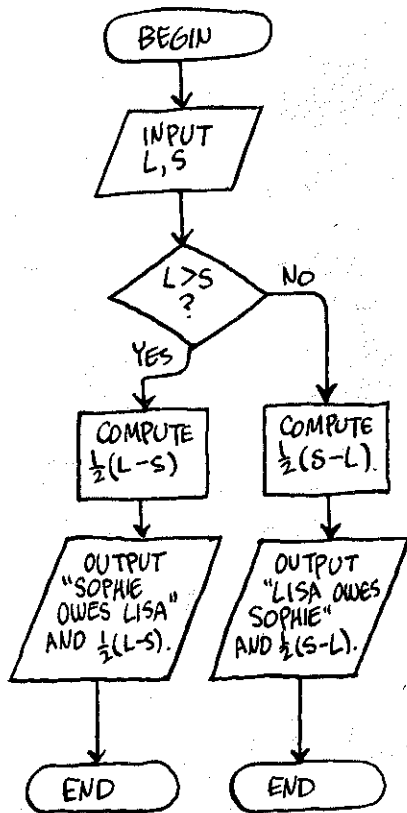 BEGIN
INPUT
L, S
L>S
?
NO
YES
COMPUTE
½(L-S)
COMPUTE
½(S-L).
OUTPUT
"SOPHIE
OWES LISA"
AND ½(L-S).
OUTPUT
"LISA OWES
SOPHIE"
AND ½(S-L).
END
END